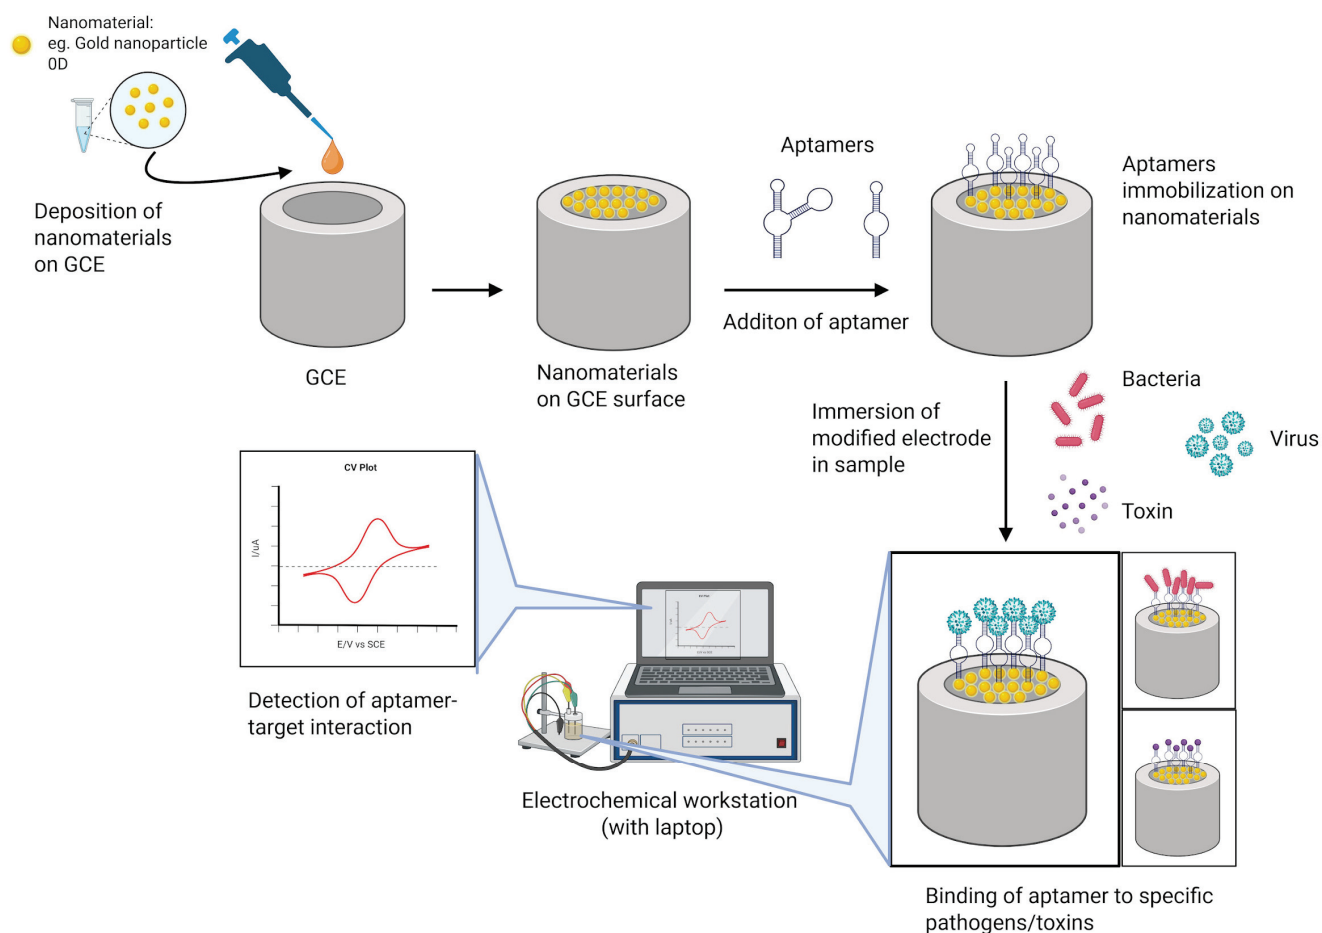 Nanomaterial:
eg. Gold nanoparticle
0D
Deposition of
nanomaterials
on GCE
GCE
Nanomaterials
on GCE surface
Aptamers
Additon of aptamer
Aptamers
immobilization on
nanomaterials
Immersion of
modified electrode
in sample
Bacteria
Virus
Toxin
CV Plot
I/uA
E/V vs SCE
Detection of aptamer-
target interaction
CV Plot
Electrochemical workstation
(with laptop)
Binding of aptamer to specific
pathogens/toxins